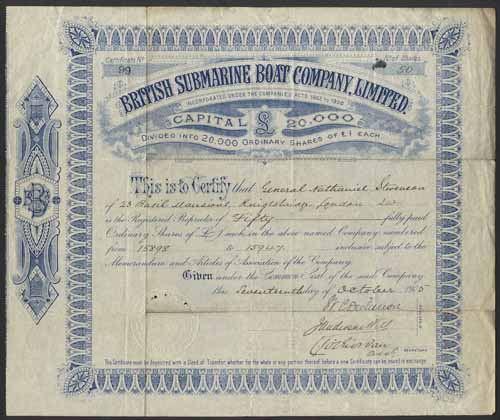 Certificate No. No. of Shares
99 50
BRITISH SUBMARINE BOAT COMPANY, LIMITED.
INCORPORATED UNDER THE COMPANIES ACTS 1862 TO 1900
CAPITAL £ 20,000
DIVIDED INTO 20,000 ORDINARY SHARES OF £1 EACH.
This is to Certify that General Nathaniel Stevenson
of 23 Basil Mansions, Knightsbridge, London S.W.
is the Registered Proprietor of Fifty fully paid
Ordinary Shares of £1 each in the above named Company numbered
from 15898 to 15947 inclusive subject to the
Memorandum and Articles of Association of the Company.
Given under the Common Seal of the said Company
this Seventeenth day of October 1905
SECRETARY
This Certificate must be deposited with a Deed of Transfer whether for the whole or any portion thereof before a new Certificate can be issued in exchange.